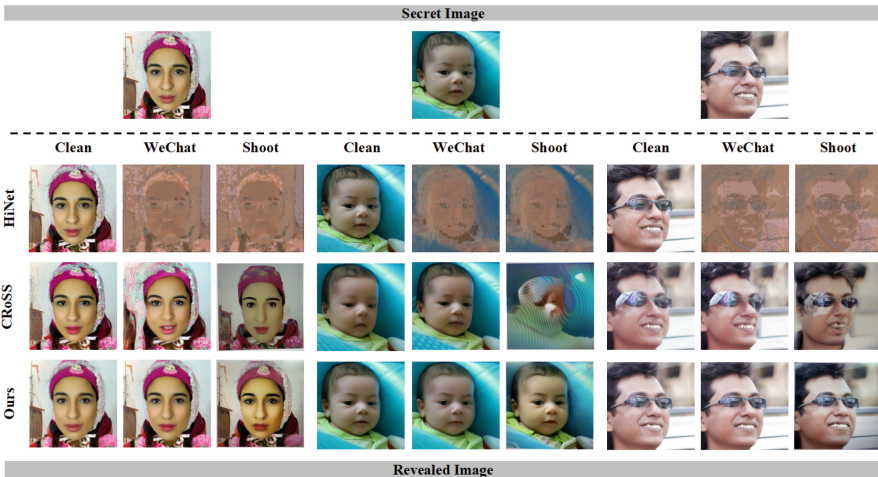 Secret Image
Clean WeChat Shoot Clean WeChat Shoot Clean WeChat Shoot
HiNet
CRoSS
Ours
Revealed Image